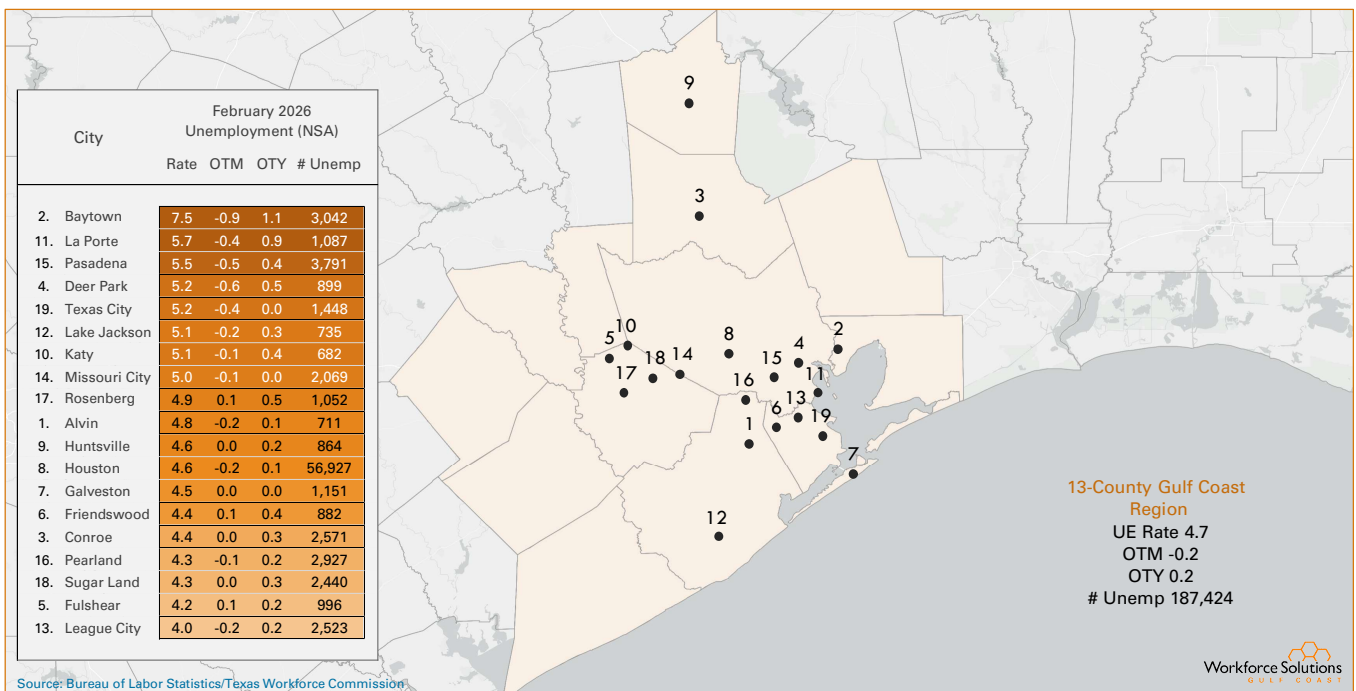 City
February 2026
Unemployment (NSA)
Rate OTM OTY # Unemp
2. Baytown 7.5 -0.9 1.1 3,042
11. La Porte 5.7 -0.4 0.9 1,087
15. Pasadena 5.5 -0.5 0.4 3,791
4. Deer Park 5.2 -0.6 0.5 899
19. Texas City 5.2 -0.4 0.0 1,448
12. Lake Jackson 5.1 -0.2 0.3 735
10. Katy 5.1 -0.1 0.4 682
14. Missouri City 5.0 -0.1 0.0 2,069
17. Rosenberg 4.9 0.1 0.5 1,052
1. Alvin 4.8 -0.2 0.1 711
9. Huntsville 4.6 0.0 0.2 864
8. Houston 4.6 -0.2 0.1 56,927
7. Galveston 4.5 0.0 0.0 1,151
6. Friendswood 4.4 0.1 0.4 882
3. Conroe 4.4 0.0 0.3 2,571
16. Pearland 4.3 -0.1 0.2 2,927
18. Sugar Land 4.3 0.0 0.3 2,440
5. Fulshear 4.2 0.1 0.2 996
13. League City 4.0 -0.2 0.2 2,523
Source: Bureau of Labor Statistics/Texas Workforce Commission
9
3
10
5
18
14
17
8
2
4
15
11
16
13
6
19
1
7
12
13-County Gulf Coast
Region
UE Rate 4.7
OTM -0.2
OTY 0.2
# Unemp 187,424
Workforce Solutions
GULF COAST